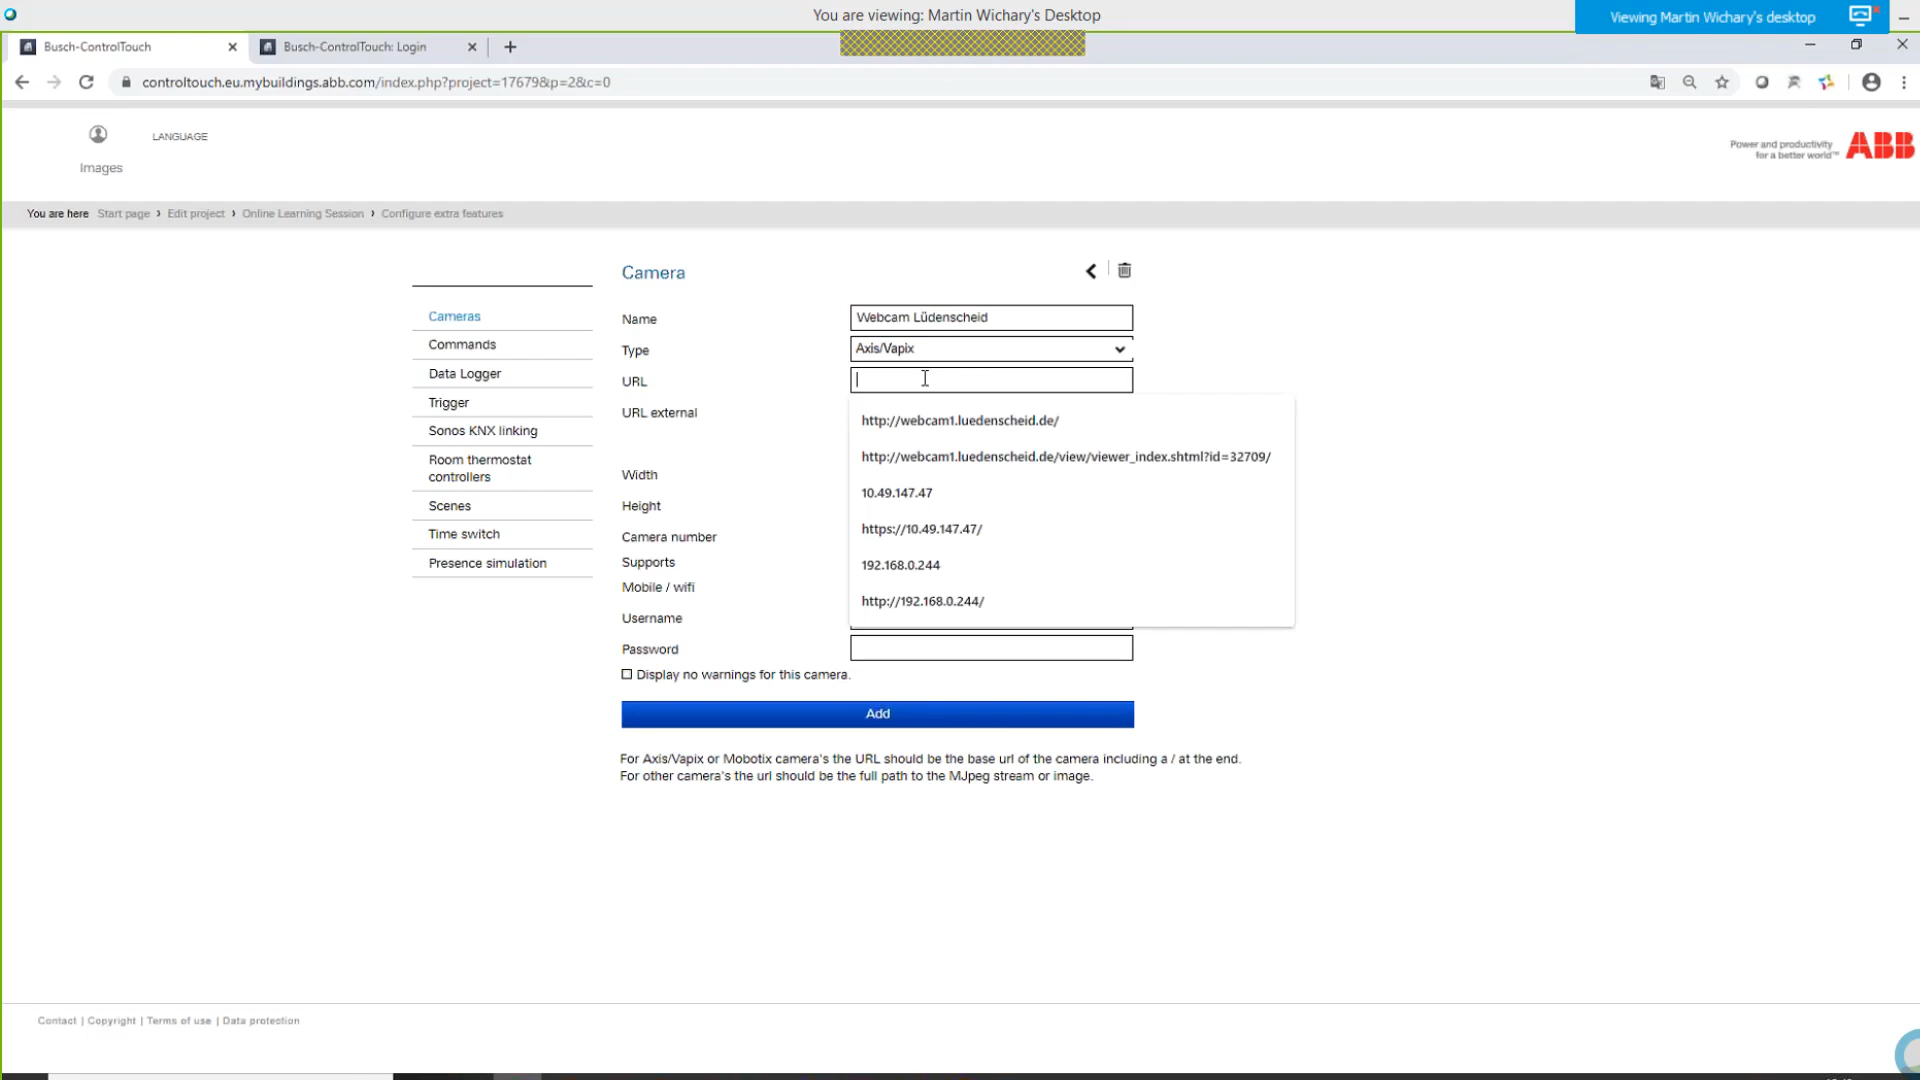 You are viewing: Martin Wichary's Desktop
Viewing Martin Wichary's desktop
Busch-ControlTouch
Busch-ControlTouch: Login
controltouch.eu.mybuildings.abb.com/index.php?project=17679&p=2&c=0
LANGUAGE
Images
Power and productivity
for a better world™
ABB
You are here Start page › Edit project › Online Learning Session › Configure extra features
Camera
Cameras
Commands
Data Logger
Trigger
Sonos KNX linking
Room thermostat
controllers
Scenes
Time switch
Presence simulation
Name
Webcam Lüdenscheid
Type
Axis/Vapix
URL
URL external
Width
Height
Camera number
Supports
Mobile / wifi
Username
Password
http://webcam1.luedenscheid.de/
http://webcam1.luedenscheid.de/view/viewer_index.shtml?id=32709/
10.49.147.47
https://10.49.147.47/
192.168.0.244
http://192.168.0.244/
Display no warnings for this camera.
Add
For Axis/Vapix or Mobotix camera's the URL should be the base url of the camera including a / at the end.
For other camera's the url should be the full path to the MJpeg stream or image.
Contact | Copyright | Terms of use | Data protection